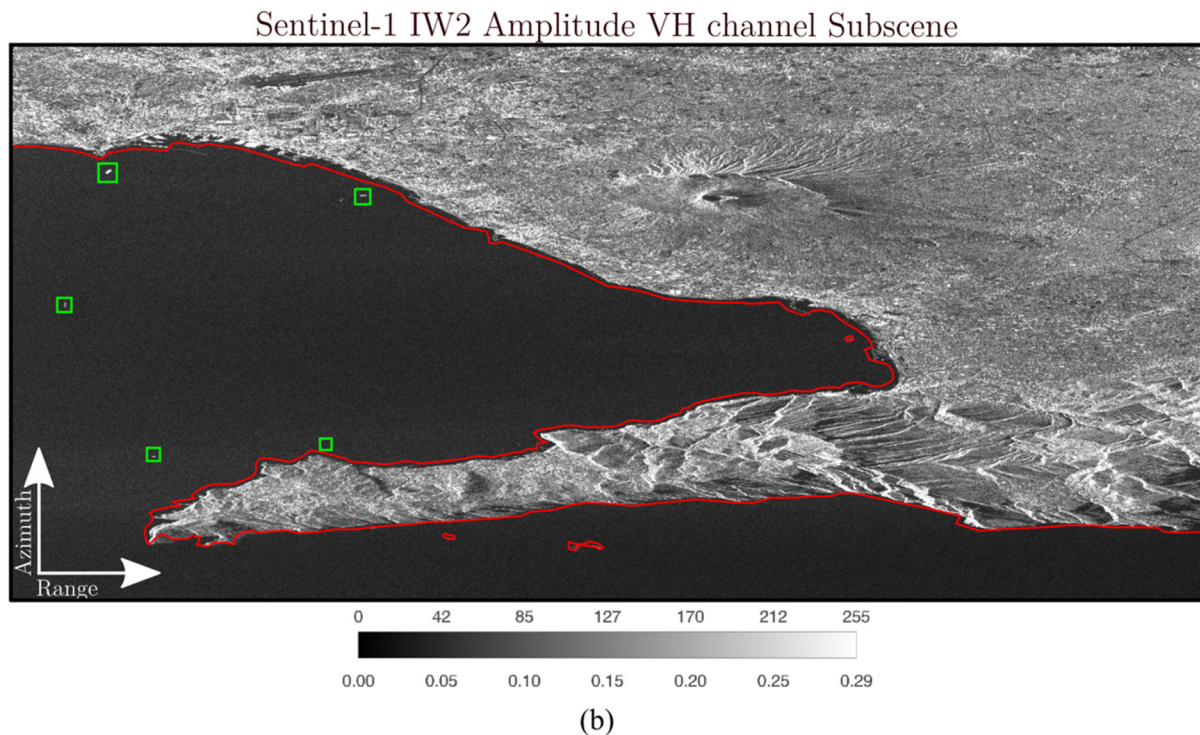 Sentinel-1 IW2 Amplitude VH channel Subscene
Azimuth
Range
0 42 85 127 170 212 255
0.00 0.05 0.10 0.15 0.20 0.25 0.29
(b)